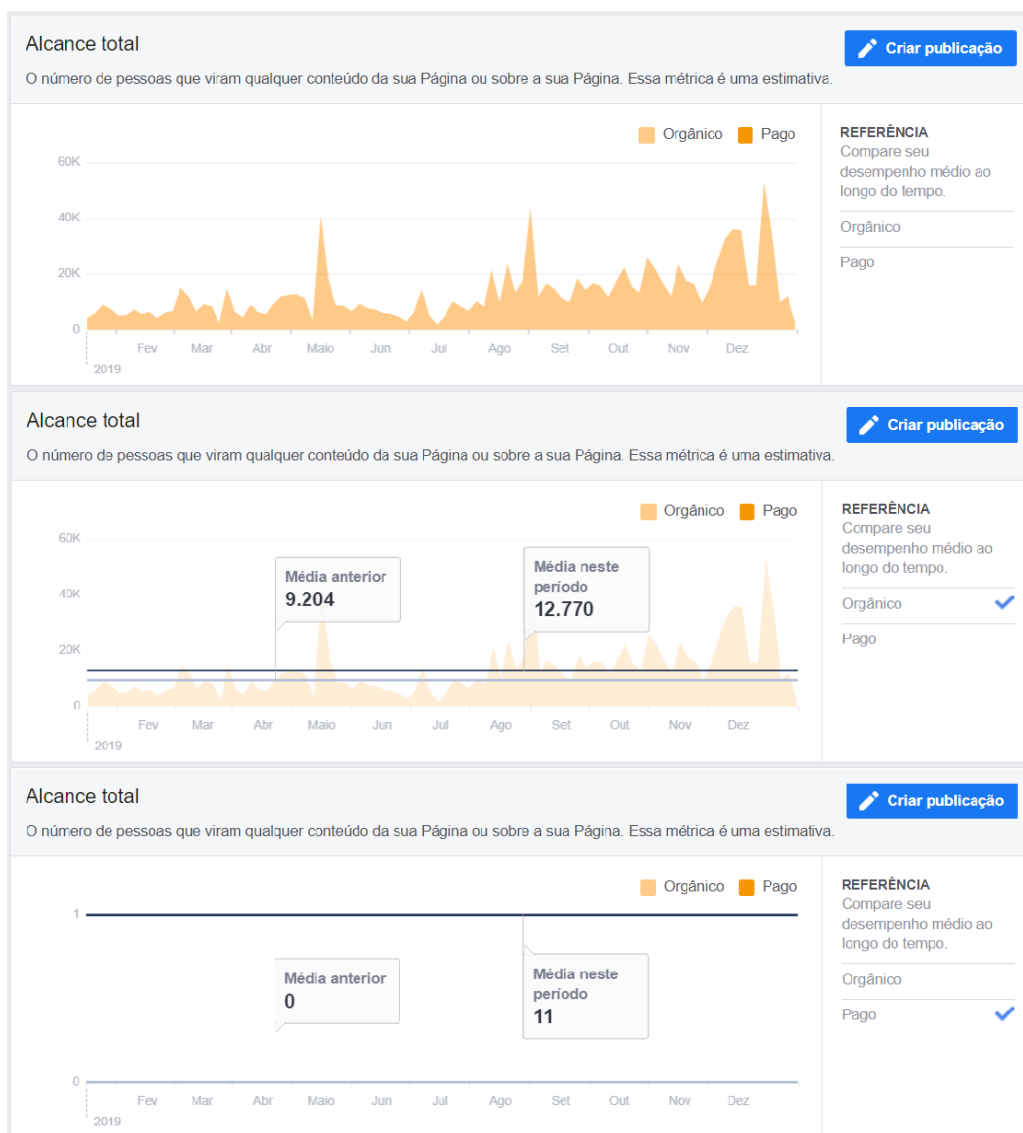 Alcance total
Criar publicação
O número de pessoas que viram qualquer conteúdo da sua Página ou sobre a sua Página. Essa métrica é uma estimativa.
Orgânico Pago
60K
40K
20K
0
Fev Mar Abr Maio Jun Jul Ago Set Out Nov Dez
2019
REFERÊNCIA
Compare seu
desempenho médio ao
longo do tempo.
Orgânico
Pago
Alcance total
Criar publicação
O número de pessoas que viram qualquer conteúdo da sua Página ou sobre a sua Página. Essa métrica é uma estimativa.
Orgânico Pago
60K
40K
20K
0
Média anterior
9.204
Média neste
período
12.770
Fev Mar Abr Maio Jun Jul Ago Set Out Nov Dez
2019
REFERÊNCIA
Compare seu
desempenho médio ao
longo do tempo.
Orgânico
Pago
Alcance total
Criar publicação
O número de pessoas que viram qualquer conteúdo da sua Página ou sobre a sua Página. Essa métrica é uma estimativa.
Orgânico Pago
1
0
Média anterior
0
Média neste
período
11
Fev Mar Abr Maio Jun Jul Ago Set Out Nov Dez
2019
REFERÊNCIA
Compare seu
desempenho médio ao
longo do tempo.
Orgânico
Pago